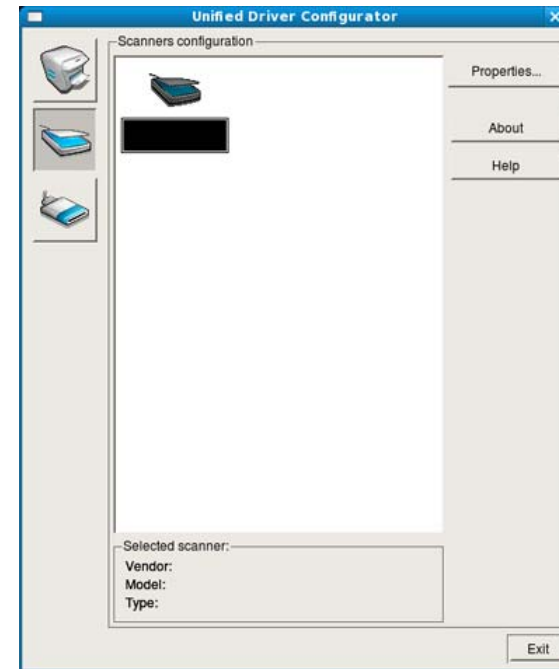 Unified Driver Configurator
Scanners configuration
Properties...
About
Help
Selected scanner:
Vendor:
Model:
Type:
Exit